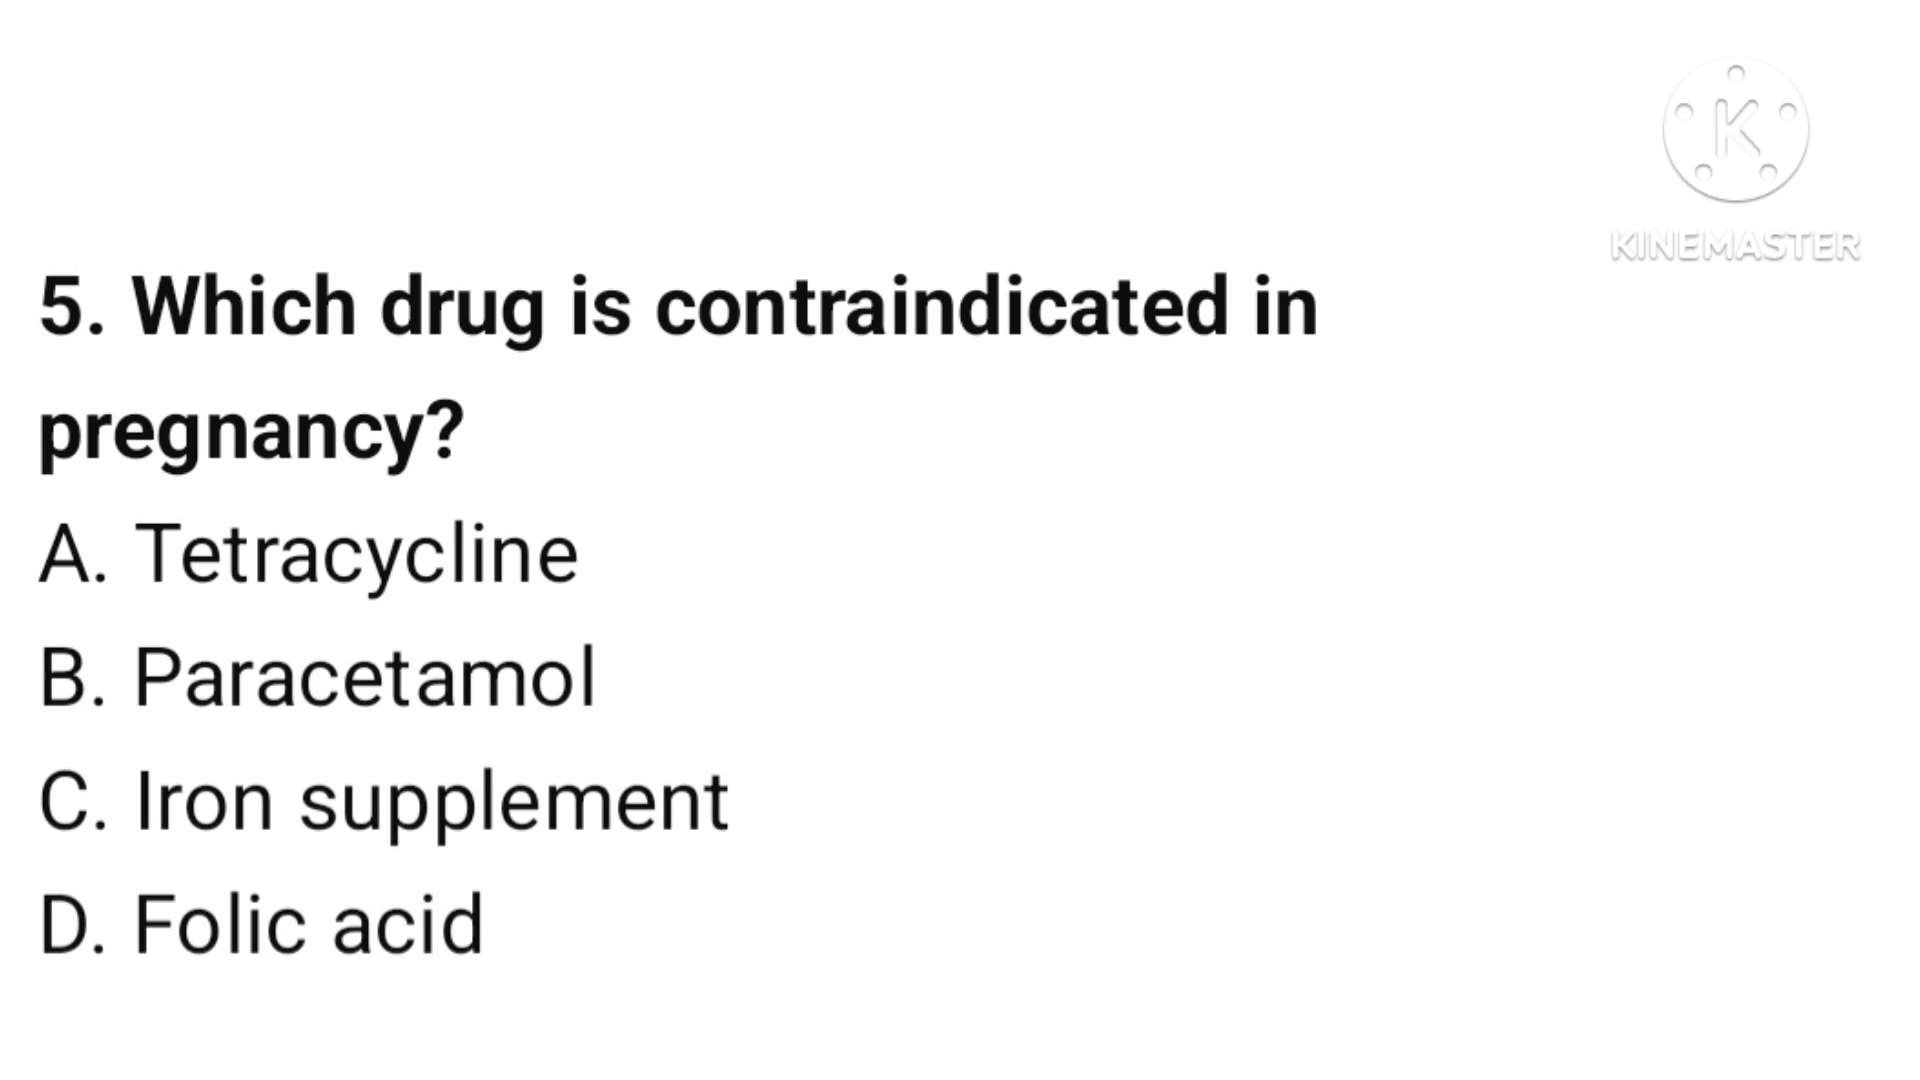 K
KINEMASTER
5. Which drug is contraindicated in
pregnancy?
A. Tetracycline
B. Paracetamol
C. Iron supplement
D. Folic acid